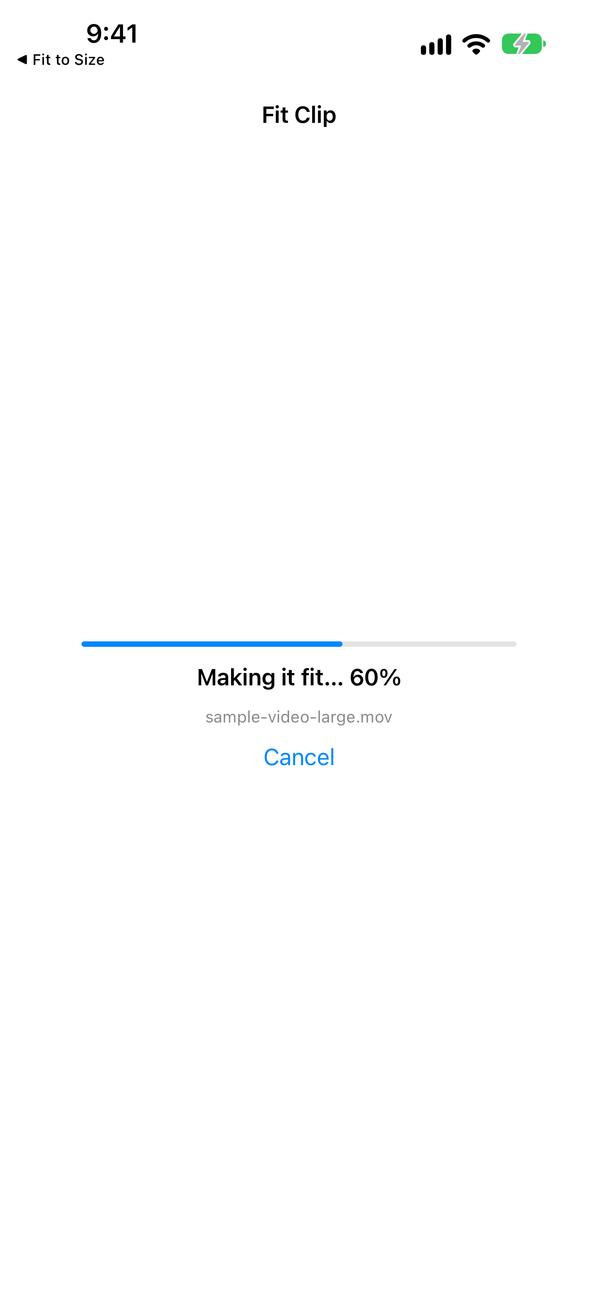 9:41
◀ Fit to Size
Fit Clip
Making it fit... 60%
sample-video-large.mov
Cancel